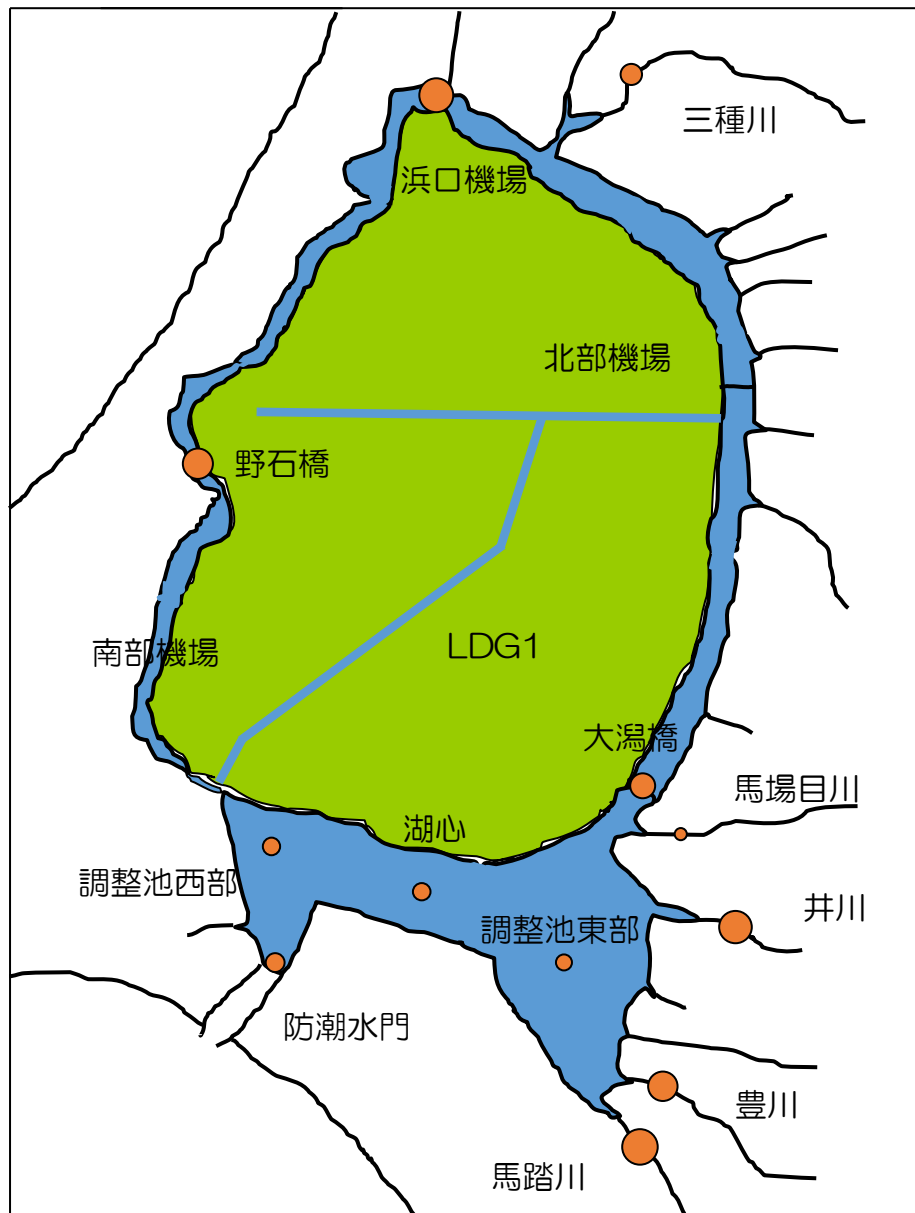 三種川
浜口機場
北部機場
野石橋
LDG1
南部機場
大潟橋
馬場目川
湖心
調整池西部
井川
調整池東部
防潮水門
豊川
馬踏川